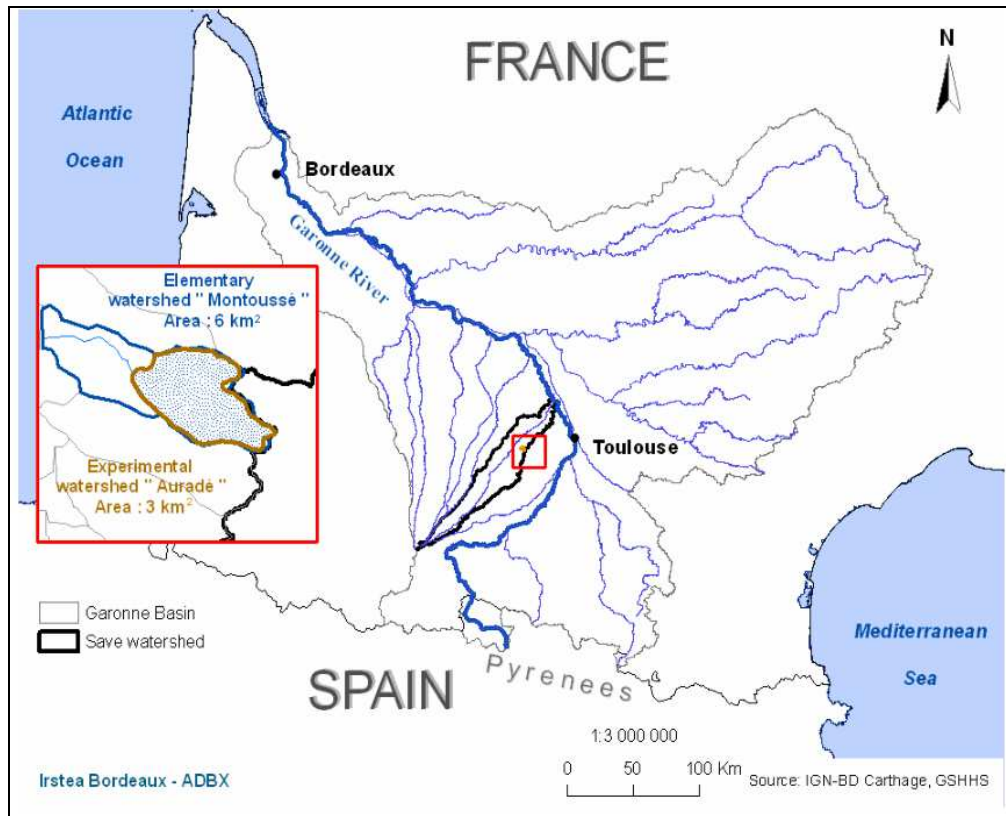 FRANCE
N
Atlantic
Ocean
Bordeaux
Garonne River
Elementary
watershed " Montoussé "
Area : 6 km²
Experimental
watershed " Auradé "
Area : 3 km²
Toulouse
Garonne Basin
Save watershed
Mediterranean
Sea
SPAIN
Pyrenees
1:3 000 000
0 50 100 Km
Irstea Bordeaux - ADBX
Source: IGN-BD Carthage, GSHHS